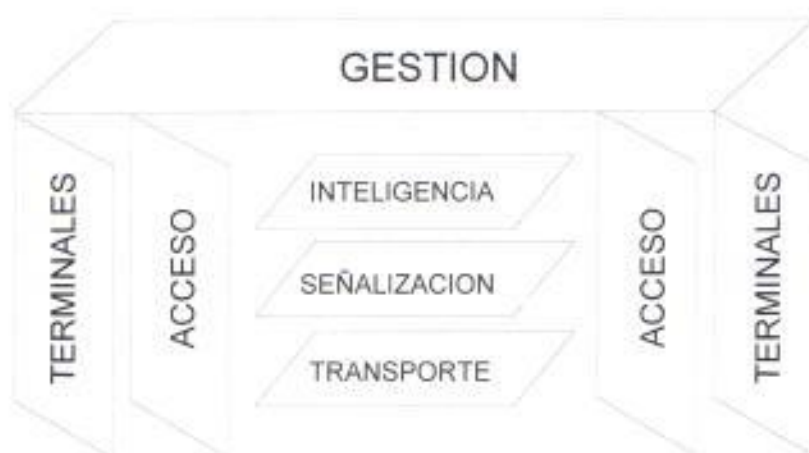 GESTION
TERMINALES
ACCESO
INTELIGENCIA
SEÑALIZACION
TRANSPORTE
ACCESO
TERMINALES